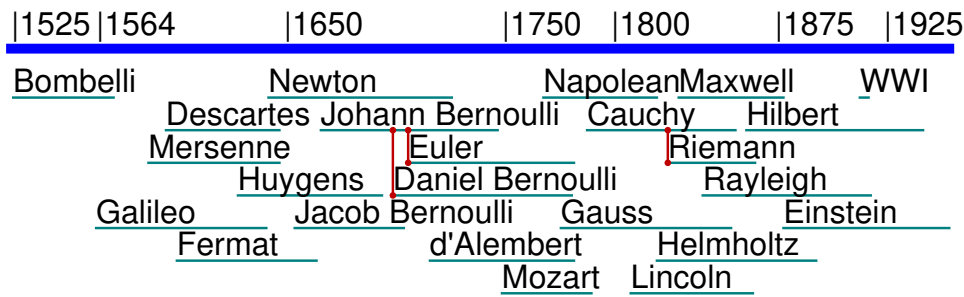 |1525 |1564 |1650 |1750 |1800 |1875 |1925
Bombelli Newton Napolean Maxwell WWI
Descartes Johann Bernoulli Cauchy Hilbert
Mersenne Euler Riemann
Huygens Daniel Bernoulli Rayleigh
Galileo Jacob Bernoulli Gauss Einstein
Fermat d'Alembert Helmholtz
Mozart Lincoln